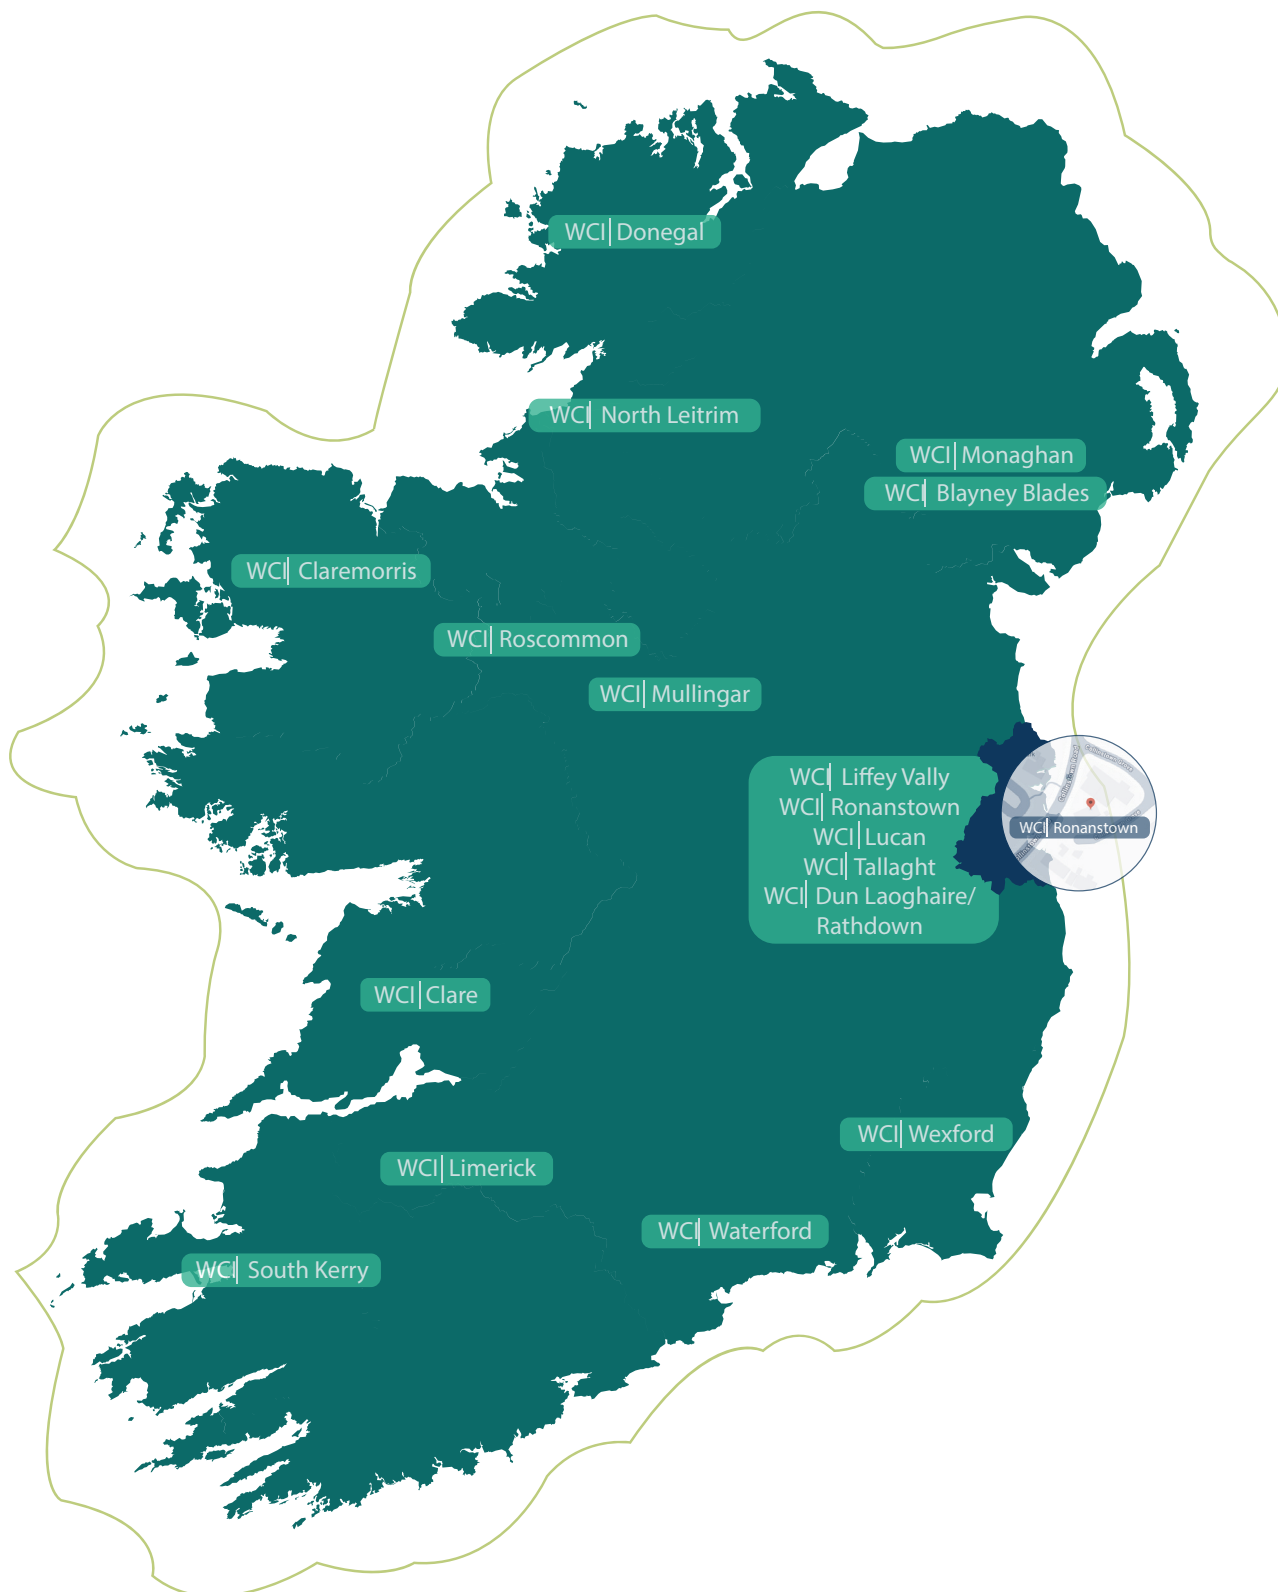 WCI| Donegal
WCI| North Leitrim
WCI| Monaghan
WCI| Blayney Blades
WCI| Claremorris
WCI| Roscommon
WCI| Mullingar
WCI| Liffey Vally
WCI| Ronanstown
WCI| Lucan
WCI| Tallaght
WCI| Dun Laoghaire/
Rathdown
WCI| Ronanstown
WCI| Clare
WCI| Wexford
WCI| Limerick
WCI| Waterford
WCI| South Kerry